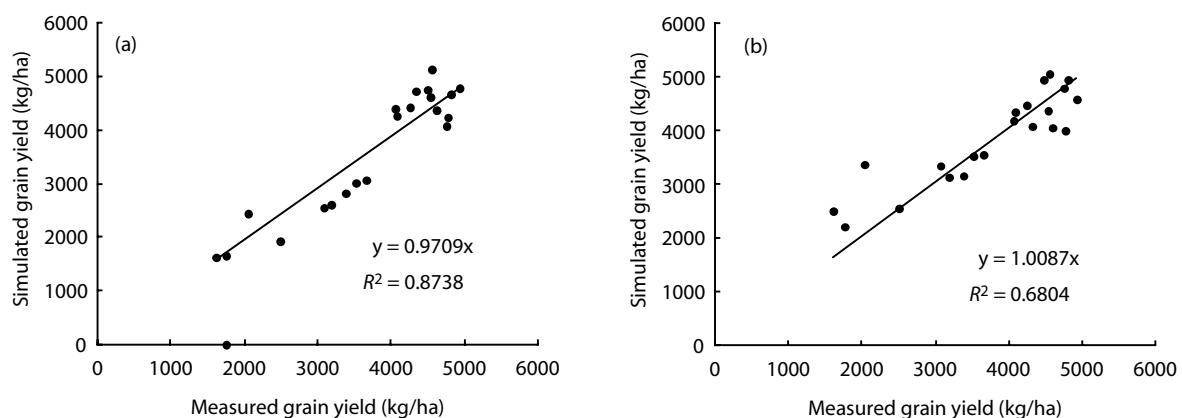 (a)
6000
5000
4000
3000
2000
1000
0
Simulated grain yield (kg/ha)
y = 0.9709x
R² = 0.8738
0 1000 2000 3000 4000 5000 6000
Measured grain yield (kg/ha)
(b)
6000
5000
4000
3000
2000
1000
0
Simulated grain yield (kg/ha)
y = 1.0087x
R² = 0.6804
0 1000 2000 3000 4000 5000 6000
Measured grain yield (kg/ha)